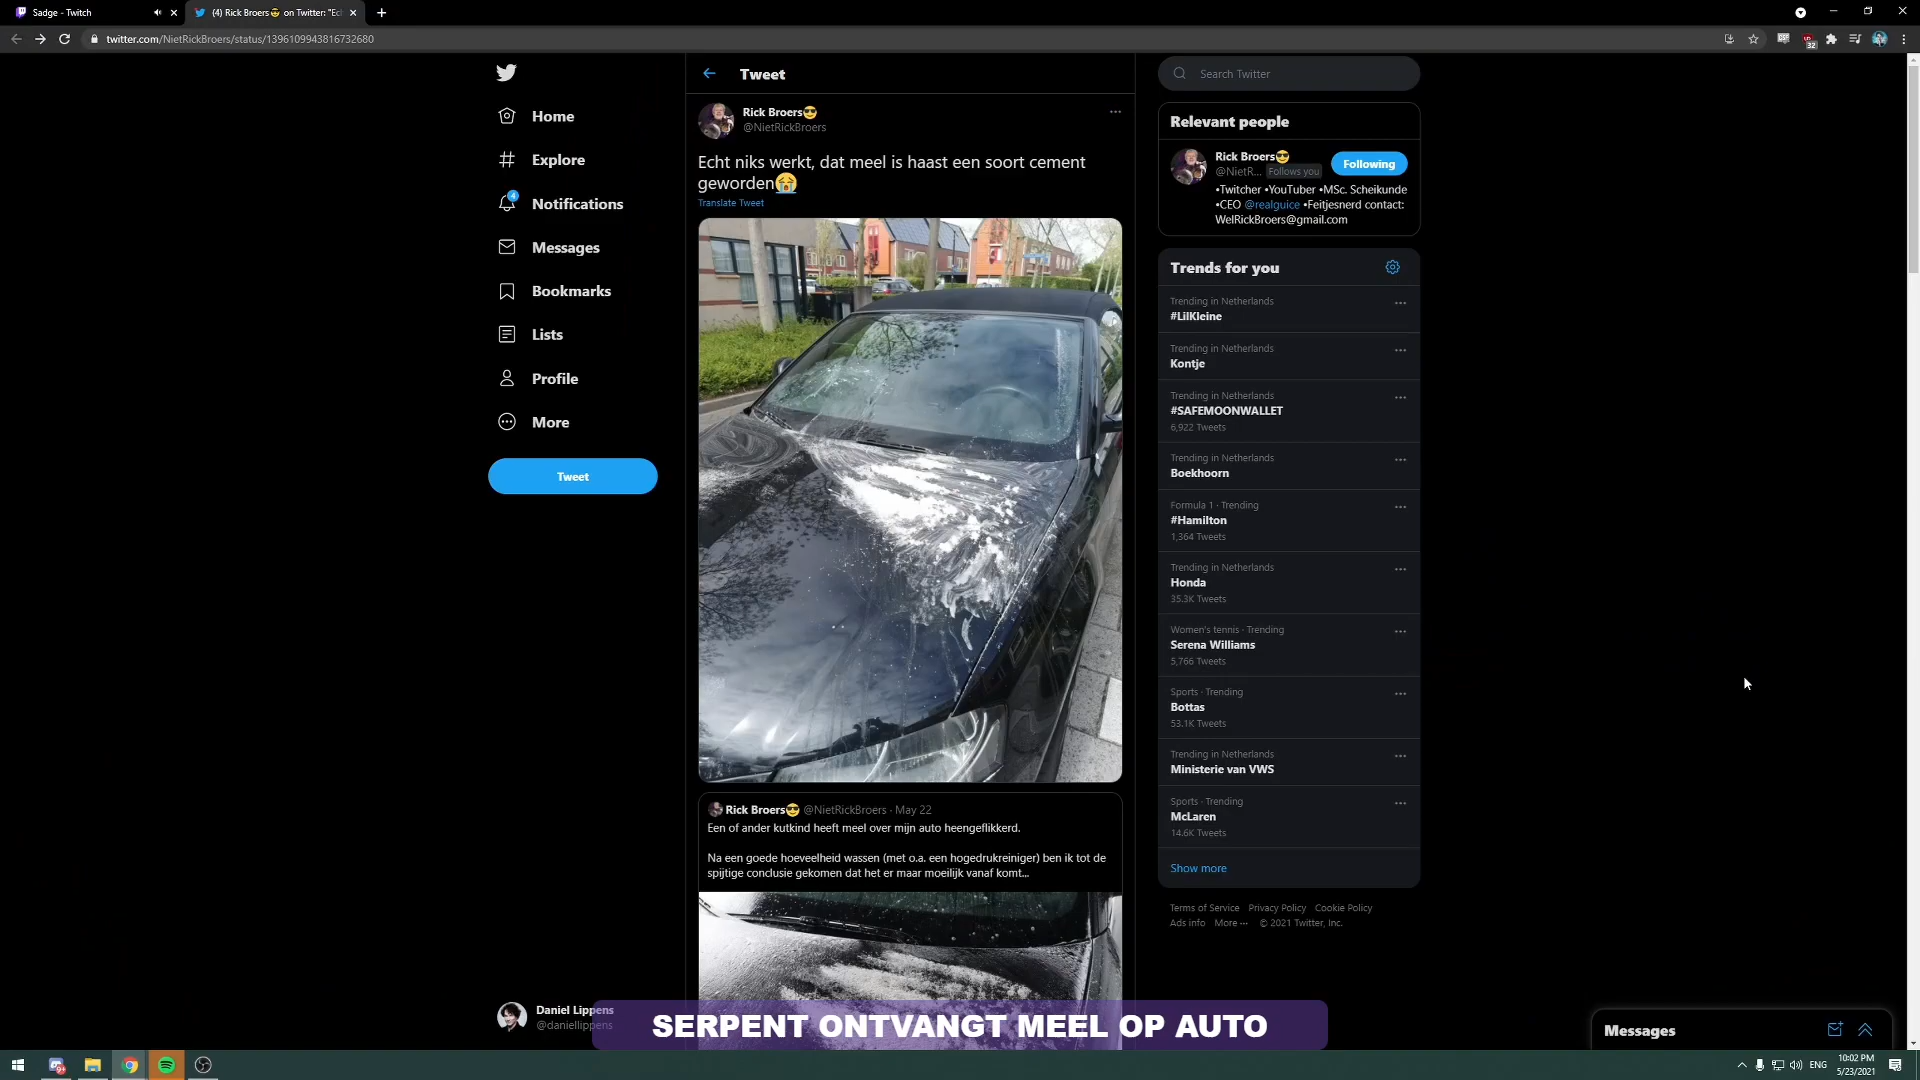 Sadge - Twitch
(4) Rick Broers😎 on Twitter: "Ec
twitter.com/NietRickBroers/status/1396109943816732680
32
Home
Explore
4
Notifications
Messages
Bookmarks
Lists
Profile
More
Tweet
Daniel Lippens
@daniellippens
Tweet
Rick Broers😎
@NietRickBroers
Echt niks werkt, dat meel is haast een soort cement
geworden😭
Translate Tweet
Rick Broers😎 @NietRickBroers · May 22
Een of ander kutkind heeft meel over mijn auto heengeflikkerd.
Na een goede hoeveelheid wassen (met o.a. een hogedrukreiniger) ben ik tot de
spijtige conclusie gekomen dat het er maar moeilijk vanaf komt...
Search Twitter
Relevant people
Rick Broers😎
@NietR... Follows you
Following
•Twitcher •YouTuber •MSc. Scheikunde
•CEO @realguice •Feitjesnerd contact:
WelRickBroers@gmail.com
Trends for you
Trending in Netherlands
#LilKleine
Trending in Netherlands
Kontje
Trending in Netherlands
#SAFEMOONWALLET
6,922 Tweets
Trending in Netherlands
Boekhoorn
Formula 1 · Trending
#Hamilton
1,364 Tweets
Trending in Netherlands
Honda
35.3K Tweets
Women's tennis · Trending
Serena Williams
5,766 Tweets
Sports · Trending
Bottas
53.1K Tweets
Trending in Netherlands
Ministerie van VWS
Sports · Trending
McLaren
14.6K Tweets
Show more
Terms of Service Privacy Policy Cookie Policy
Ads info More ··· © 2021 Twitter, Inc.
Messages
SERPENT ONTVANGT MEEL OP AUTO
9+
ENG
10:02 PM
5/23/2021